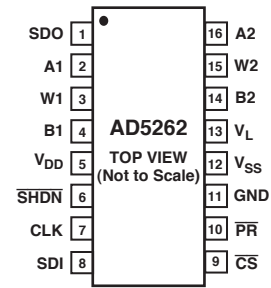 SDO 1 16 A2
A1 2 15 W2
W1 3 14 B2
B1 4 AD5262 13 VL
VDD 5 TOP VIEW 12 VSS
(Not to Scale)
SHDN 6 11 GND
CLK 7 10 PR
SDI 8 9 CS